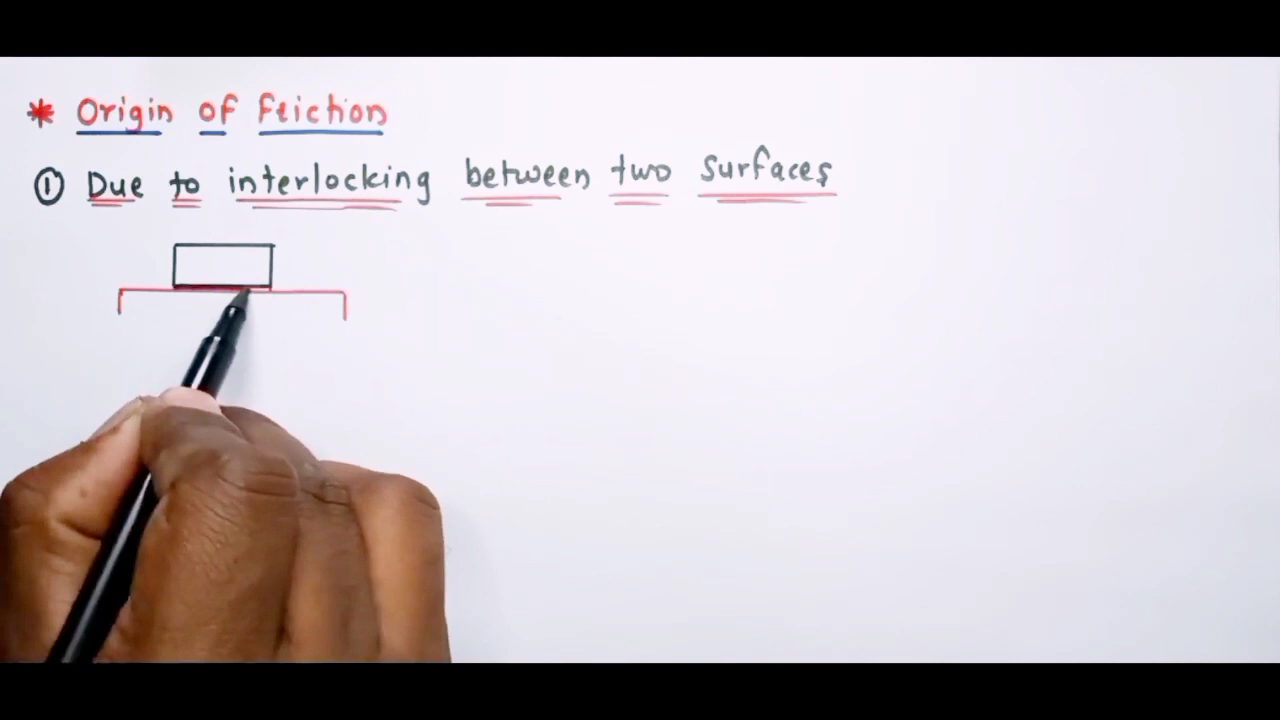 * Origin of Friction
① Due to interlocking between two surfaces